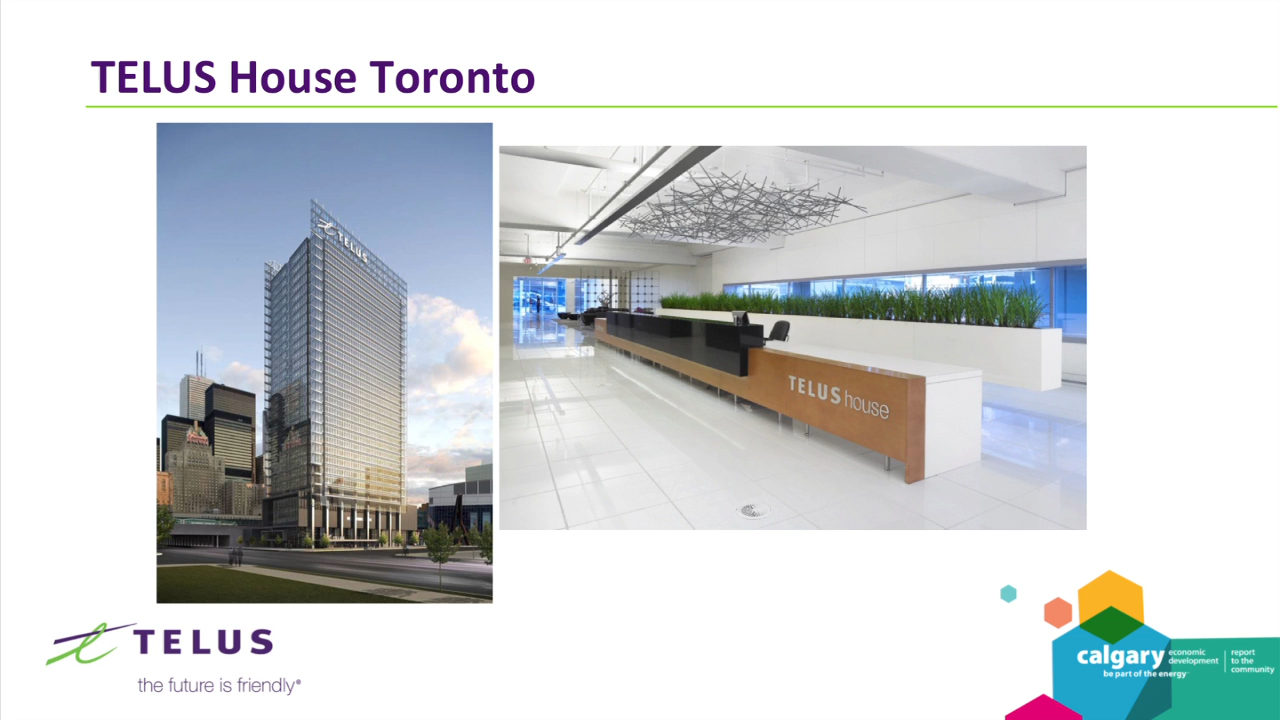 TELUS House Toronto
TELUS
TELUS house
TELUS
the future is friendly®
calgary
economic
development
be part of the energy
report
to the
community